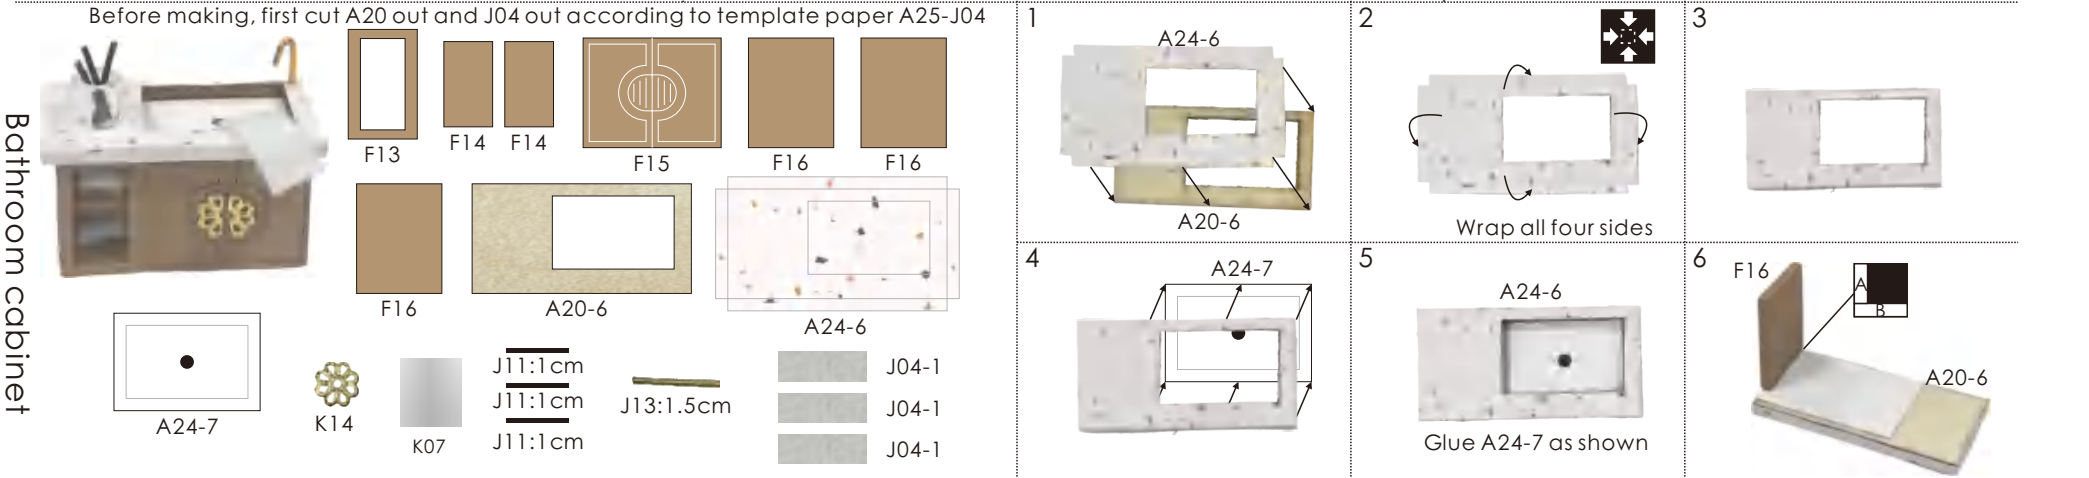 Before making, first cut A20 out and J04 out according to template paper A25-J04
Bathroom cabinet
F13
F14
F14
F15
F16
F16
F16
A20-6
A24-6
A24-7
K14
K07
J11:1cm
J11:1cm
J11:1cm
J13:1.5cm
J04-1
J04-1
J04-1
1
A24-6
A20-6
2
Wrap all four sides
3
4
A24-7
5
A24-6
Glue A24-7 as shown
6
F16
A
B
A20-6